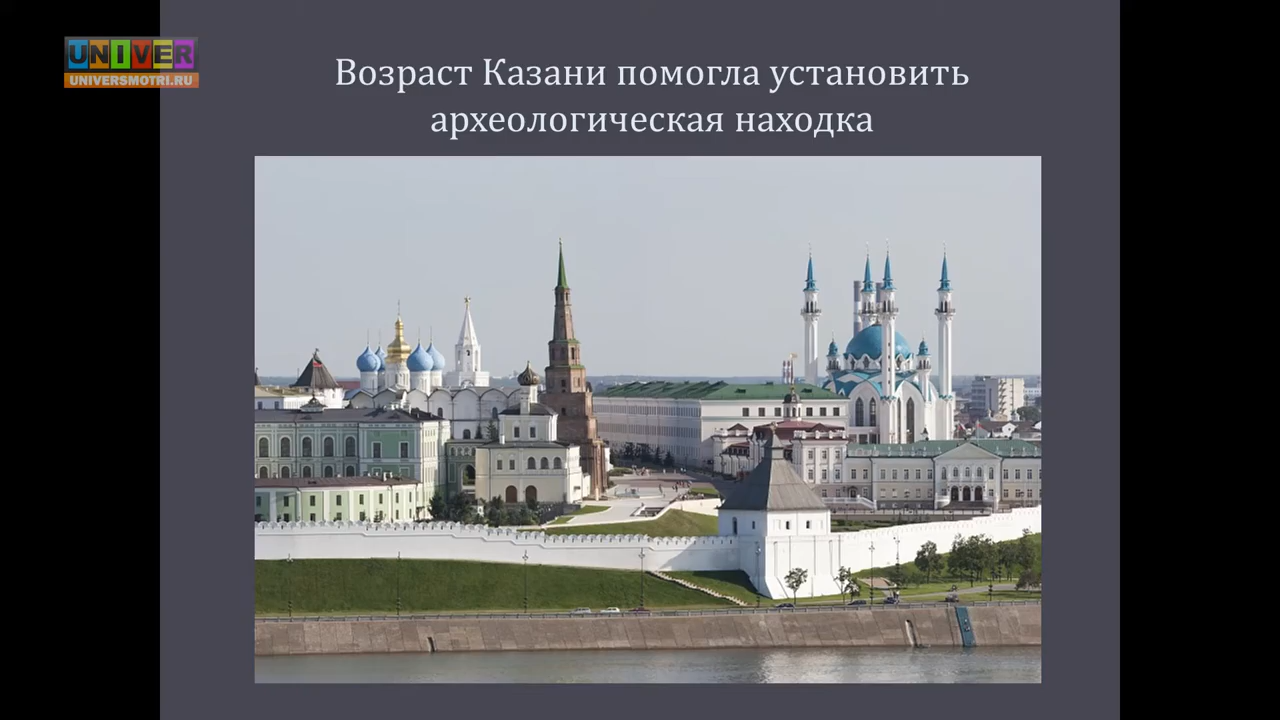 UNIVER
UNIVERSMOTRI.RU
Возраст Казани помогла установить
археологическая находка